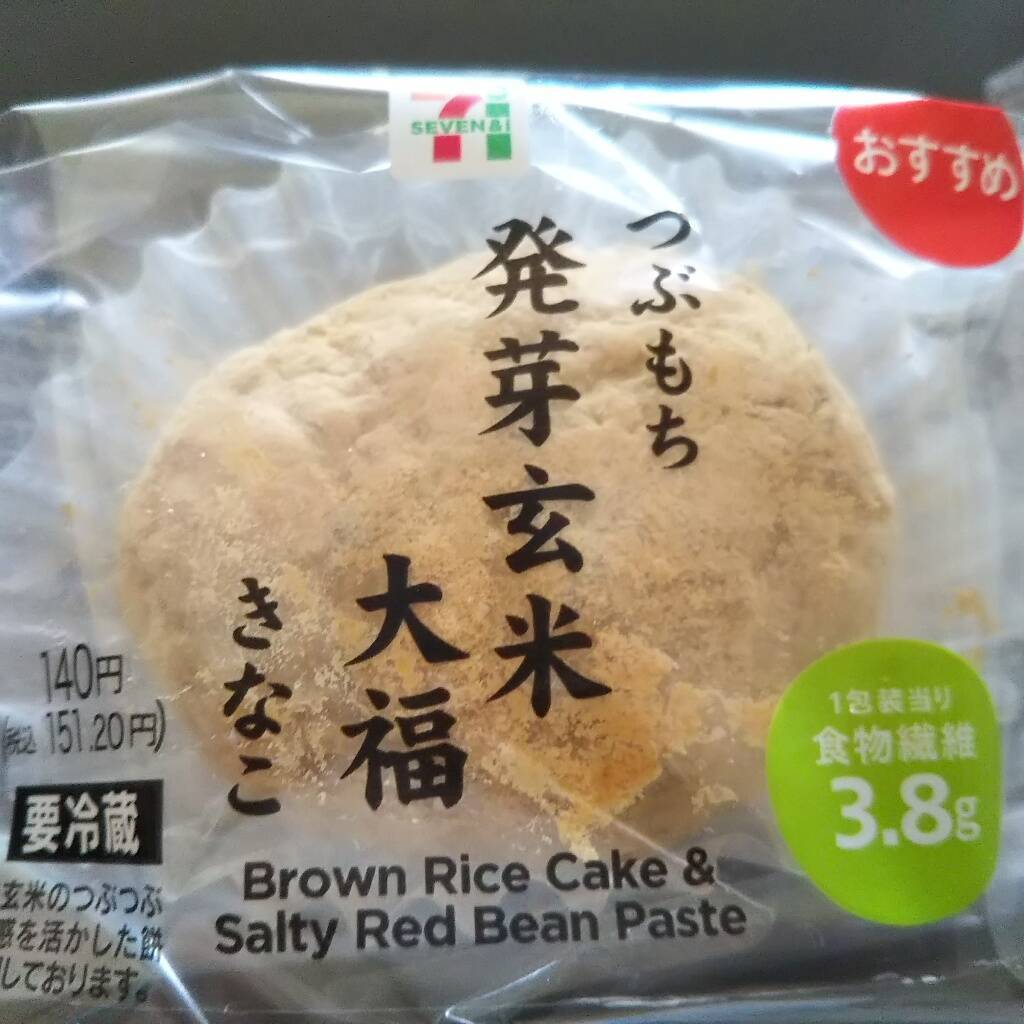 SEVEN&i
おすすめ
つぶもち
発芽玄米
大福
きなこ
140円
(税込 151.20円)
要冷蔵
玄米のつぶつぶ
感を活かした餅
しております。
1包装当り
食物繊維
3.8g
Brown Rice Cake &
Salty Red Bean Paste